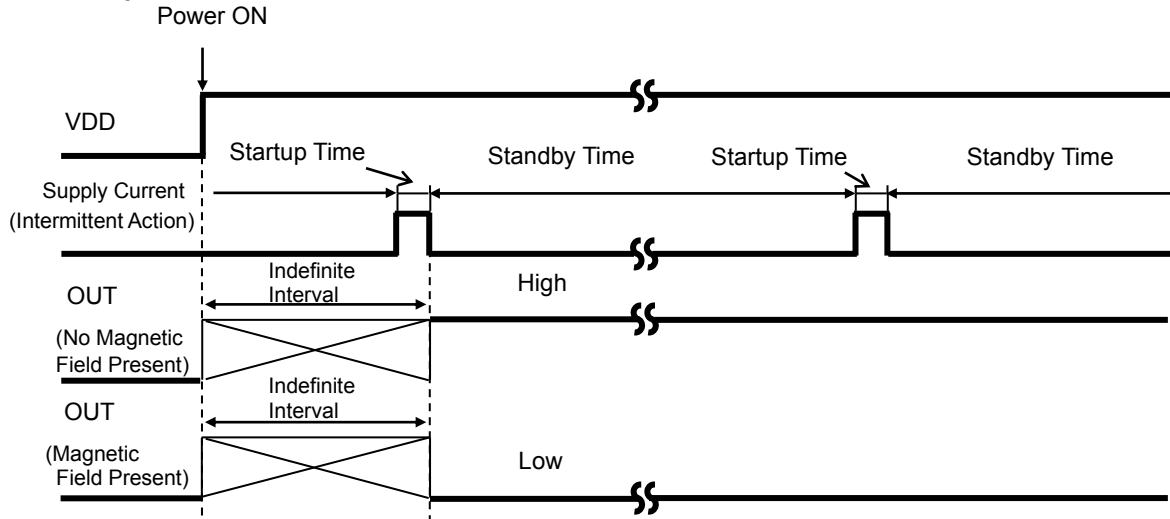 Power ON
VDD
Startup Time
Standby Time
Startup Time
Standby Time
Supply Current
(Intermittent Action)
Indefinite
Interval
High
OUT
(No Magnetic
Field Present)
Indefinite
Interval
OUT
(Magnetic
Field Present)
Low